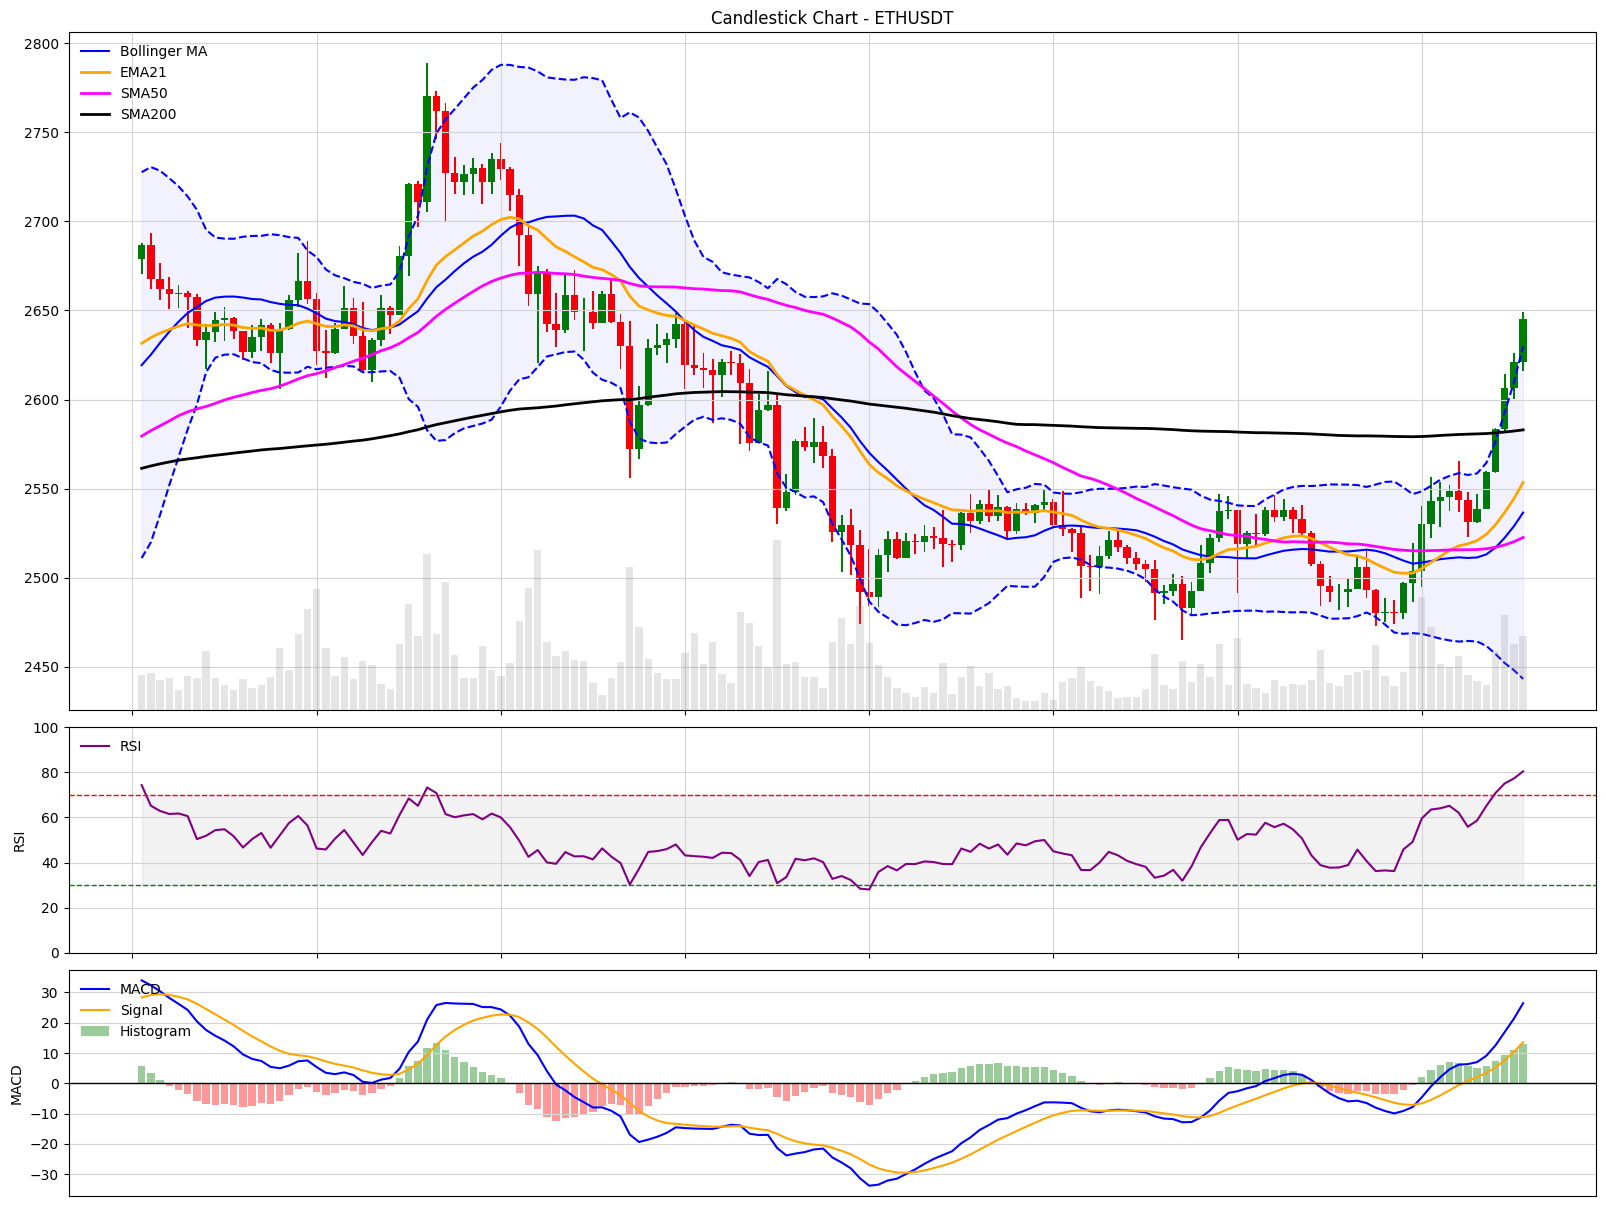 Candlestick Chart - ETHUSDT
2800
2750
2700
2650
2600
2550
2500
2450
Bollinger MA
EMA21
SMA50
SMA200
100
80
60
40
20
0
RSI
RSI
30
20
10
0
−10
−20
−30
MACD
MACD
Signal
Histogram